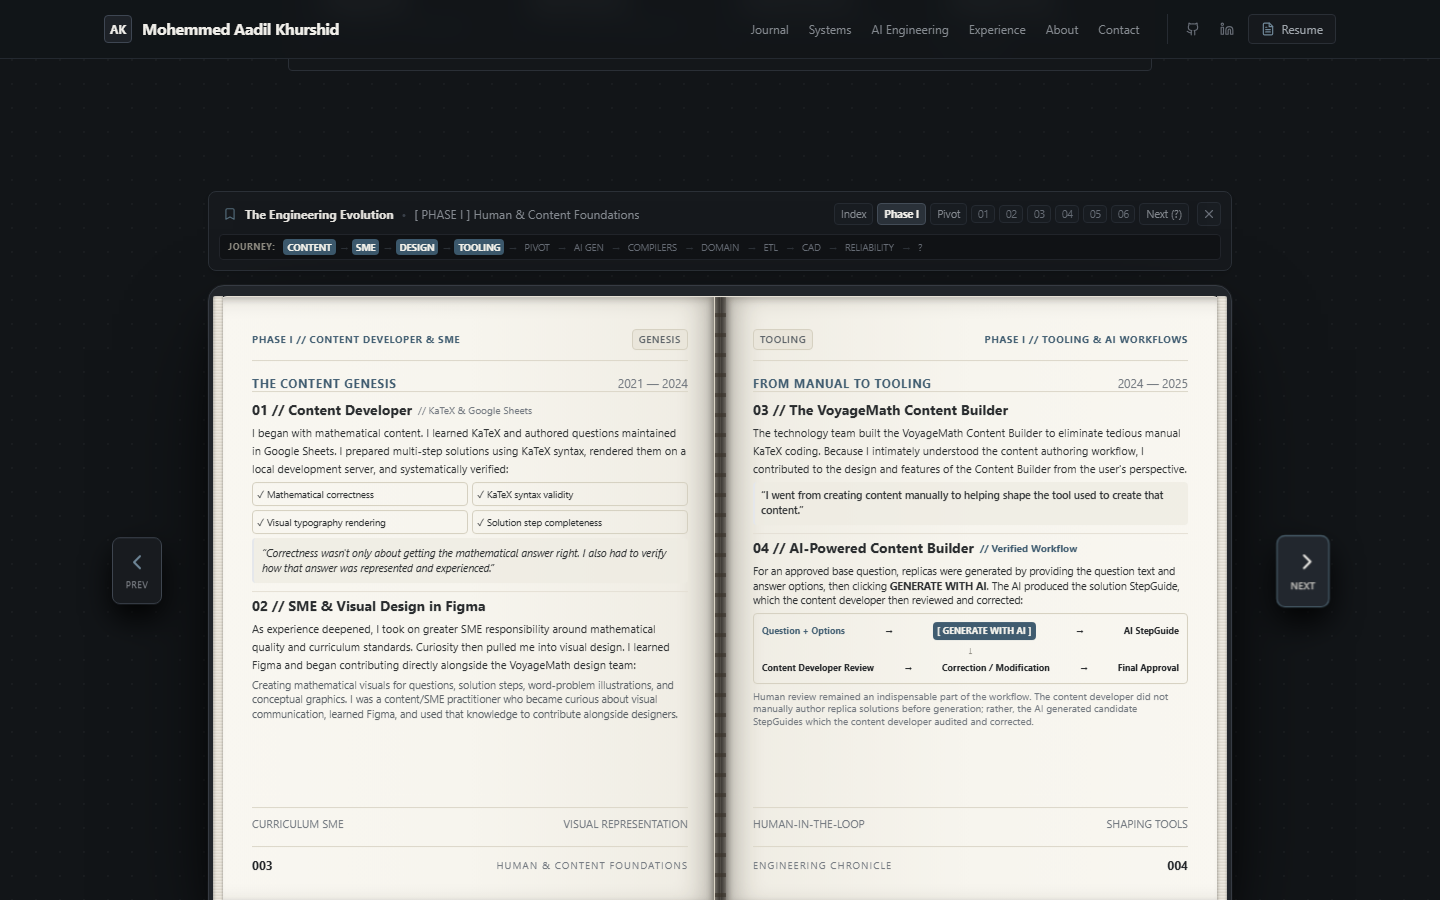 AK Mohemmed Aadil Khurshid
Journal Systems AI Engineering Experience About Contact Resume
The Engineering Evolution • [ PHASE I ] Human & Content Foundations
Index Phase I Pivot 01 02 03 04 05 06 Next (?) ×
JOURNEY: CONTENT → SME → DESIGN → TOOLING → PIVOT → AI GEN → COMPILERS → DOMAIN → ETL → CAD → RELIABILITY → ?
PREV
PHASE I // CONTENT DEVELOPER & SME GENESIS
THE CONTENT GENESIS 2021 — 2024
01 // Content Developer // KaTeX & Google Sheets
I began with mathematical content. I learned KaTeX and authored questions maintained
in Google Sheets. I prepared multi-step solutions using KaTeX syntax, rendered them on a
local development server, and systematically verified:
✓ Mathematical correctness ✓ KaTeX syntax validity
✓ Visual typography rendering ✓ Solution step completeness
“Correctness wasn't only about getting the mathematical answer right. I also had to verify
how that answer was represented and experienced.”
02 // SME & Visual Design in Figma
As experience deepened, I took on greater SME responsibility around mathematical
quality and curriculum standards. Curiosity then pulled me into visual design. I learned
Figma and began contributing directly alongside the VoyageMath design team:
Creating mathematical visuals for questions, solution steps, word-problem illustrations, and
conceptual graphics. I was a content/SME practitioner who became curious about visual
communication, learned Figma, and used that knowledge to contribute alongside designers.
CURRICULUM SME VISUAL REPRESENTATION
003 HUMAN & CONTENT FOUNDATIONS
TOOLING PHASE I // TOOLING & AI WORKFLOWS
FROM MANUAL TO TOOLING 2024 — 2025
03 // The VoyageMath Content Builder
The technology team built the VoyageMath Content Builder to eliminate tedious manual
KaTeX coding. Because I intimately understood the content authoring workflow, I
contributed to the design and features of the Content Builder from the user's perspective.
“I went from creating content manually to helping shape the tool used to create that
content.”
04 // AI-Powered Content Builder // Verified Workflow
For an approved base question, replicas were generated by providing the question text and
answer options, then clicking GENERATE WITH AI. The AI produced the solution StepGuide,
which the content developer then reviewed and corrected:
Question + Options → [ GENERATE WITH AI ] → AI StepGuide
↓
Content Developer Review → Correction / Modification → Final Approval
Human review remained an indispensable part of the workflow. The content developer did not
manually author replica solutions before generation; rather, the AI generated candidate
StepGuides which the content developer audited and corrected.
HUMAN-IN-THE-LOOP SHAPING TOOLS
ENGINEERING CHRONICLE 004
NEXT